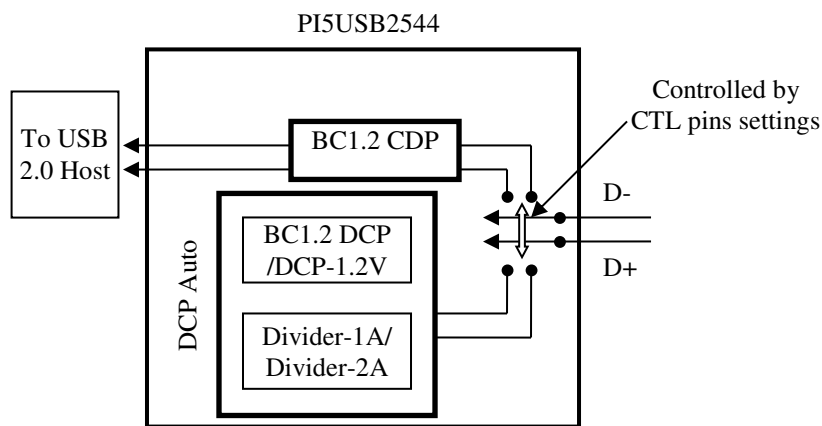 PI5USB2544
Controlled by
CTL pins settings
To USB
2.0 Host
BC1.2 CDP
D-
D+
DCP Auto
BC1.2 DCP
/DCP-1.2V
Divider-1A/
Divider-2A